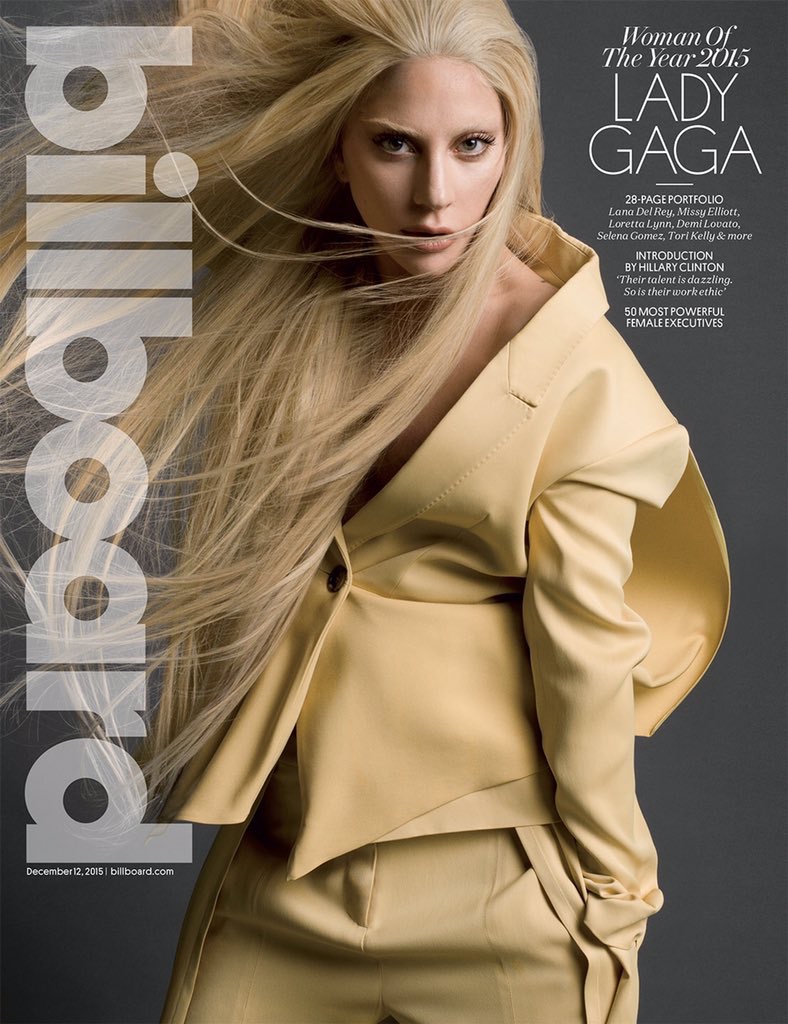 billboard
Woman Of
The Year 2015
LADY
GAGA
28-PAGE PORTFOLIO
Lana Del Rey, Missy Elliott,
Loretta Lynn, Demi Lovato,
Selena Gomez, Tori Kelly & more
INTRODUCTION
BY HILLARY CLINTON
‘Their talent is dazzling.
So is their work ethic’
50 MOST POWERFUL
FEMALE EXECUTIVES
December 12, 2015 | billboard.com